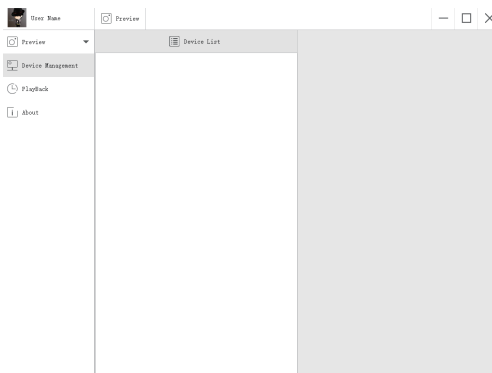 User Name
Preview
Preview
Device List
Device Management
PlayBack
About